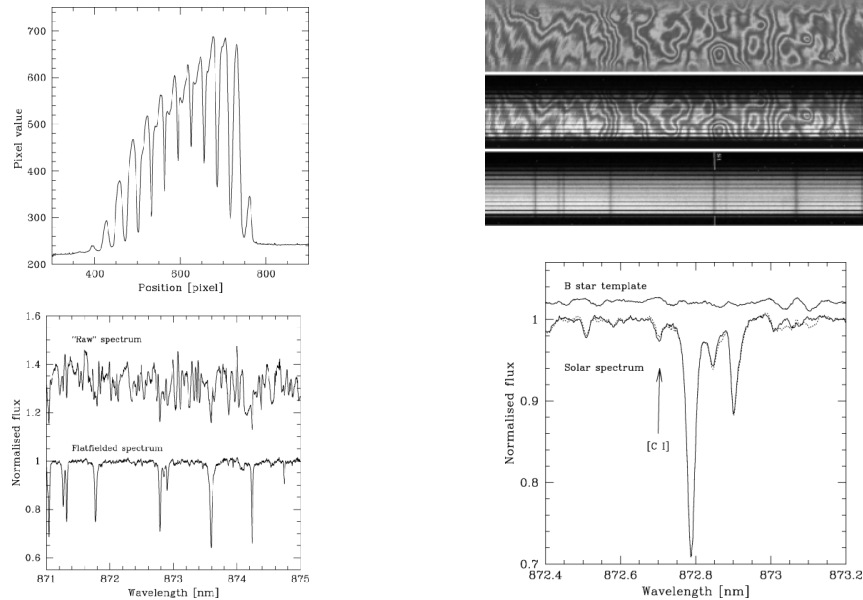 700
600
500
400
300
200
Pixel value
400
600
800
Position [pixel]
1.6
1.4
1.2
1
0.8
0.6
Normalised flux
"Raw" spectrum
Flatfielded spectrum
871
872
873
874
875
Wavelength [nm]
B star template
Solar spectrum
[C I]
1
0.9
0.8
0.7
Normalised flux
872.4
872.6
872.8
873
873.2
Wavelength [nm]